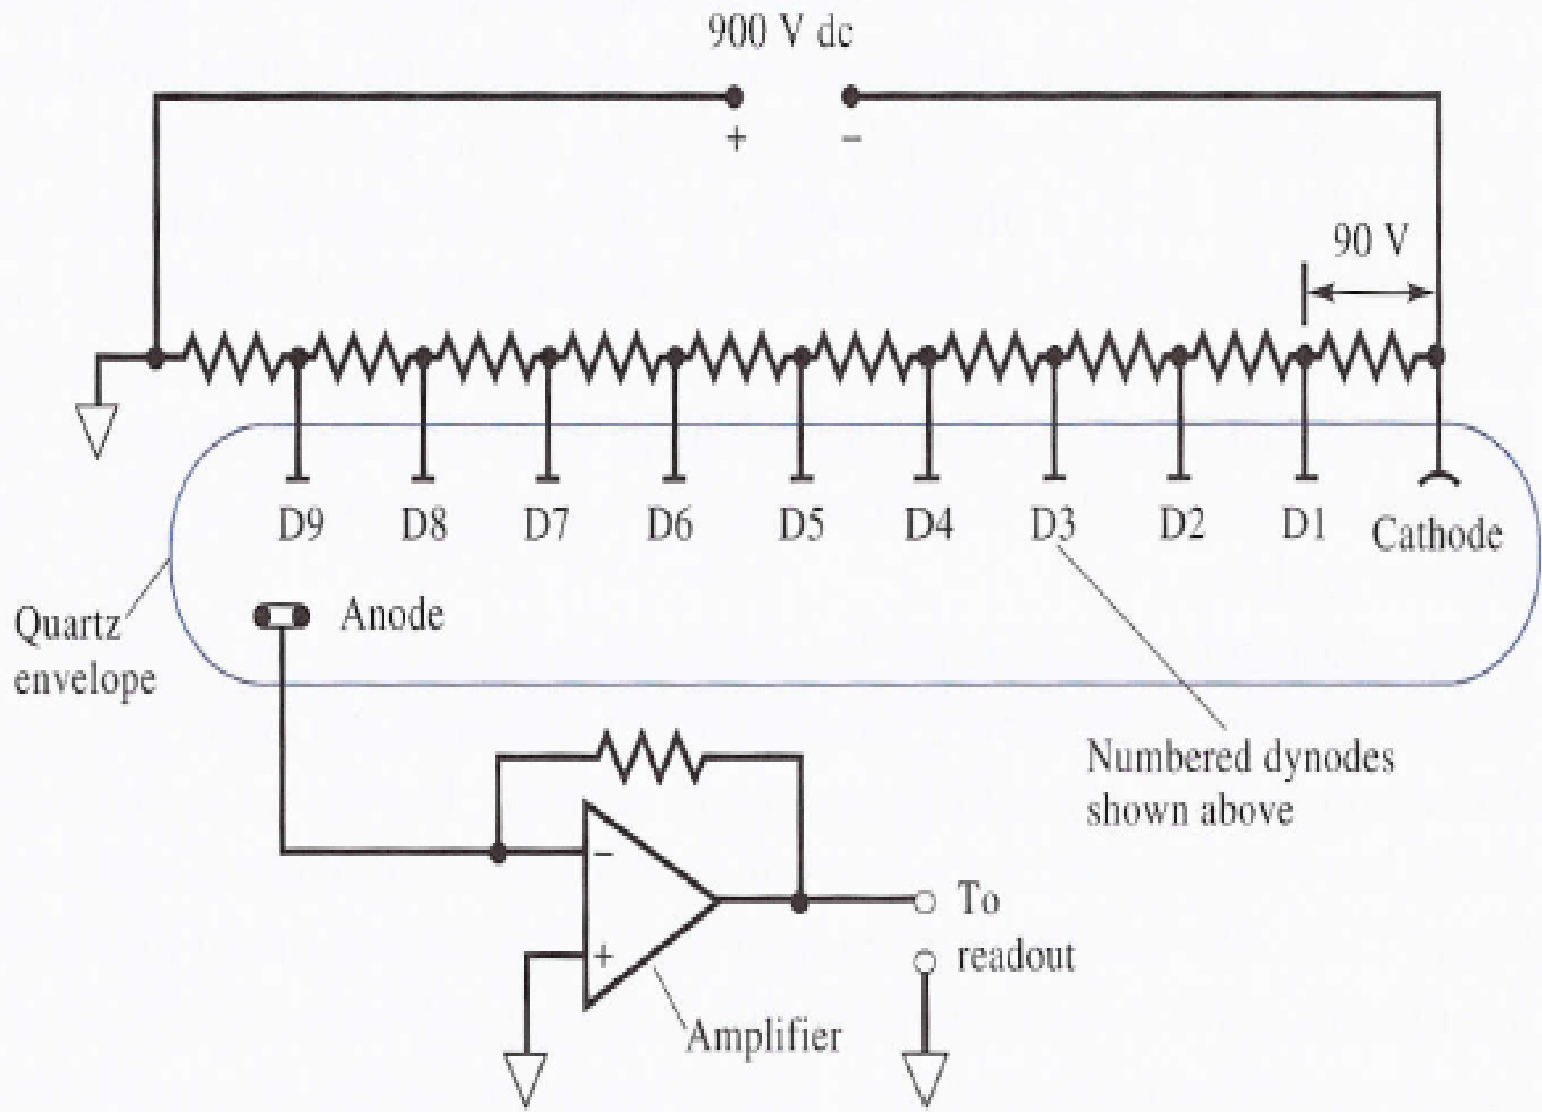 900 V dc
+ −
90 V
D9 D8 D7 D6 D5 D4 D3 D2 D1 Cathode
Anode
Quartz
envelope
Numbered dynodes
shown above
−
+
To
readout
Amplifier